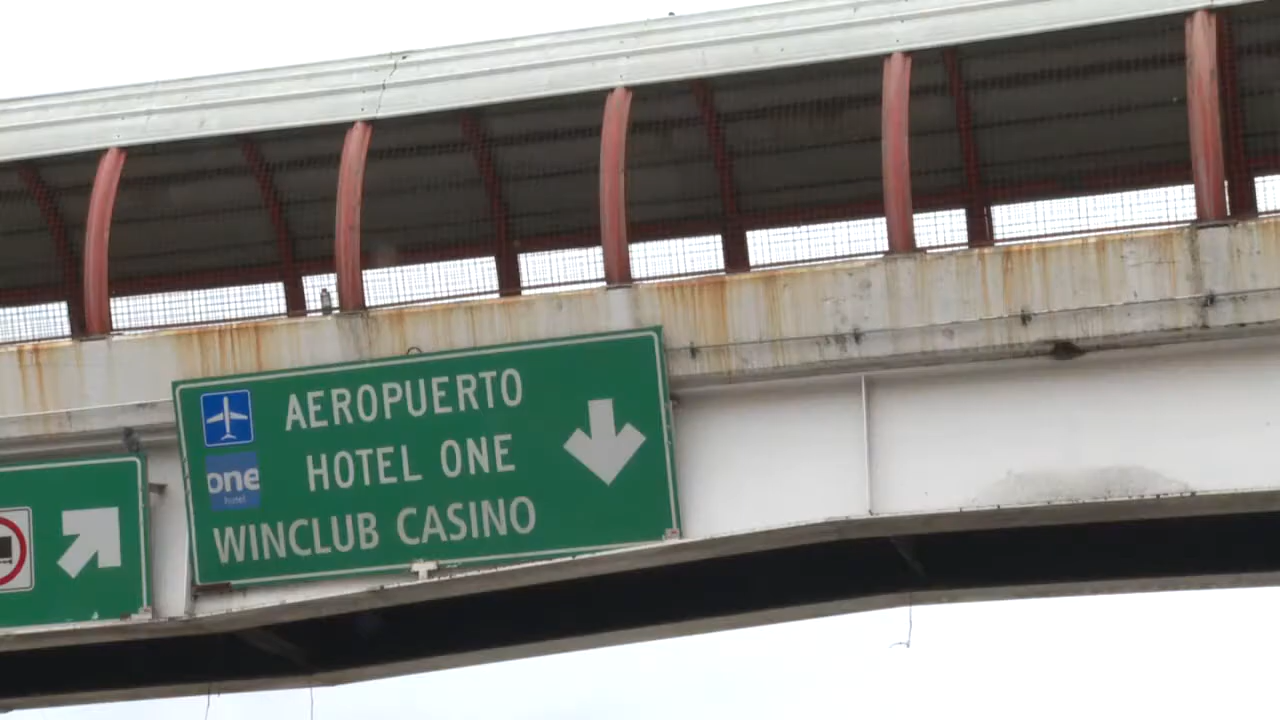 AEROPUERTO
one
hotel
HOTEL ONE
WINCLUB CASINO